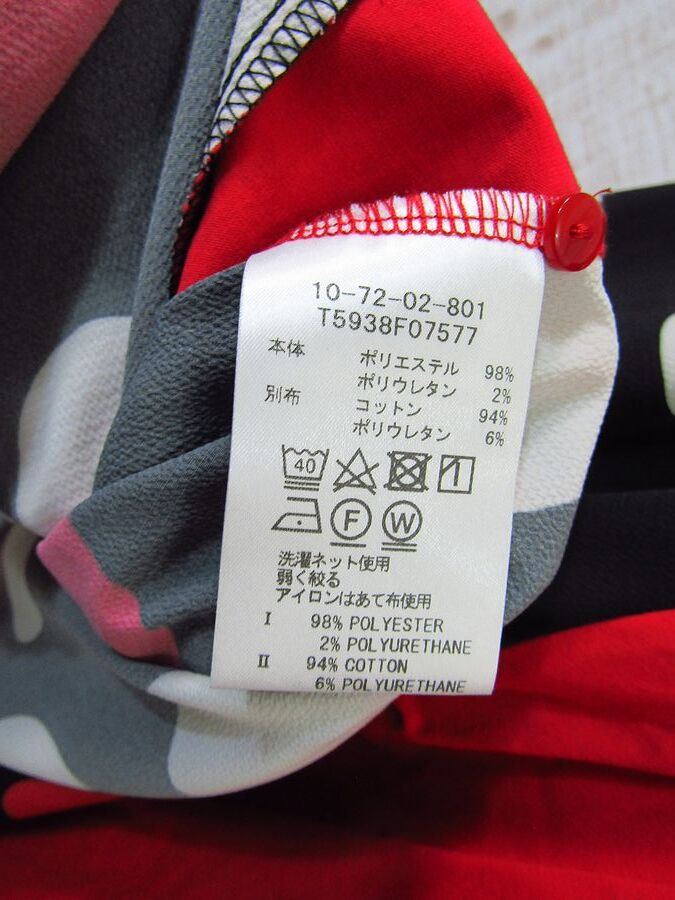 10-72-02-801
T5938F07577
本体 ポリエステル 98%
ポリウレタン 2%
別布 コットン 94%
ポリウレタン 6%
40
F W
洗濯ネット使用
弱く絞る
アイロンはあて布使用
I 98% POLYESTER
2% POLYURETHANE
II 94% COTTON
6% POLYURETHANE